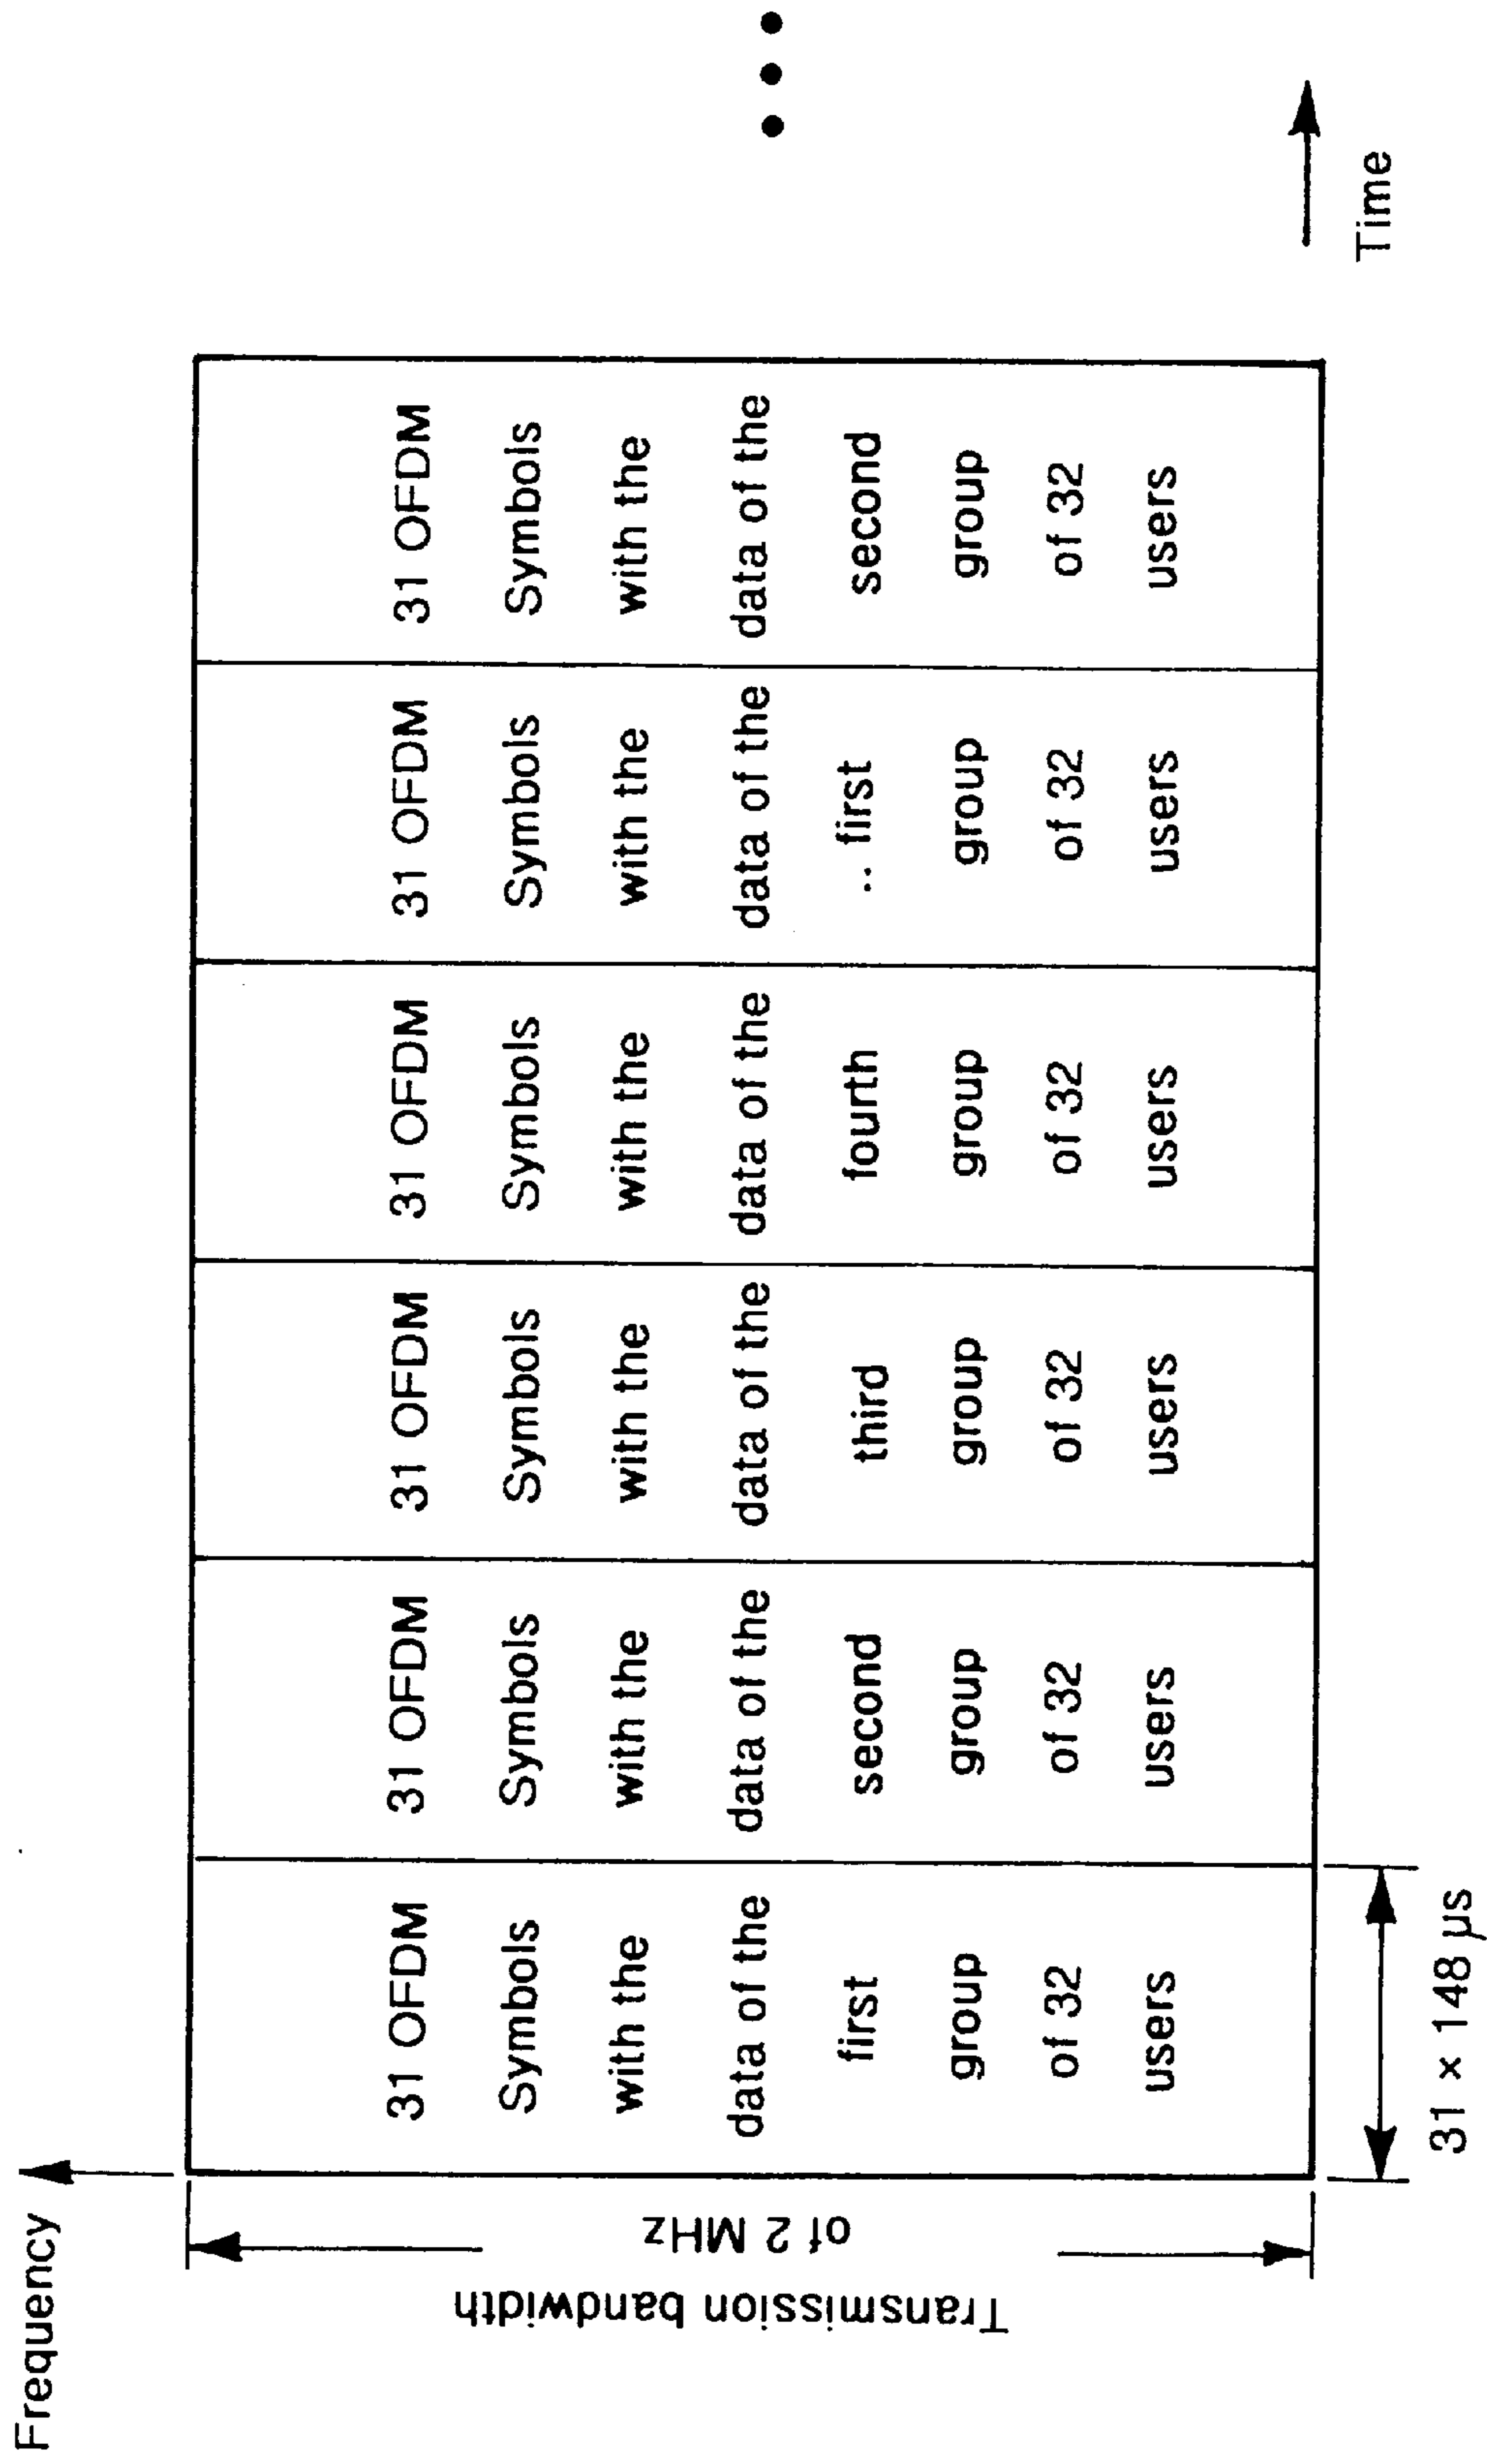 Frequency
Transmission bandwidth
of 2 MHz
31 OFDM
Symbols
with the
data of the
first
group
of 32
users
31 OFDM
Symbols
with the
data of the
second
group
of 32
users
31 OFDM
Symbols
with the
data of the
third
group
of 32
users
31 OFDM
Symbols
with the
data of the
fourth
group
of 32
users
31 OFDM
Symbols
with the
data of the
.. first
group
of 32
users
31 OFDM
Symbols
with the
data of the
second
group
of 32
users
31 × 148 µs
Time